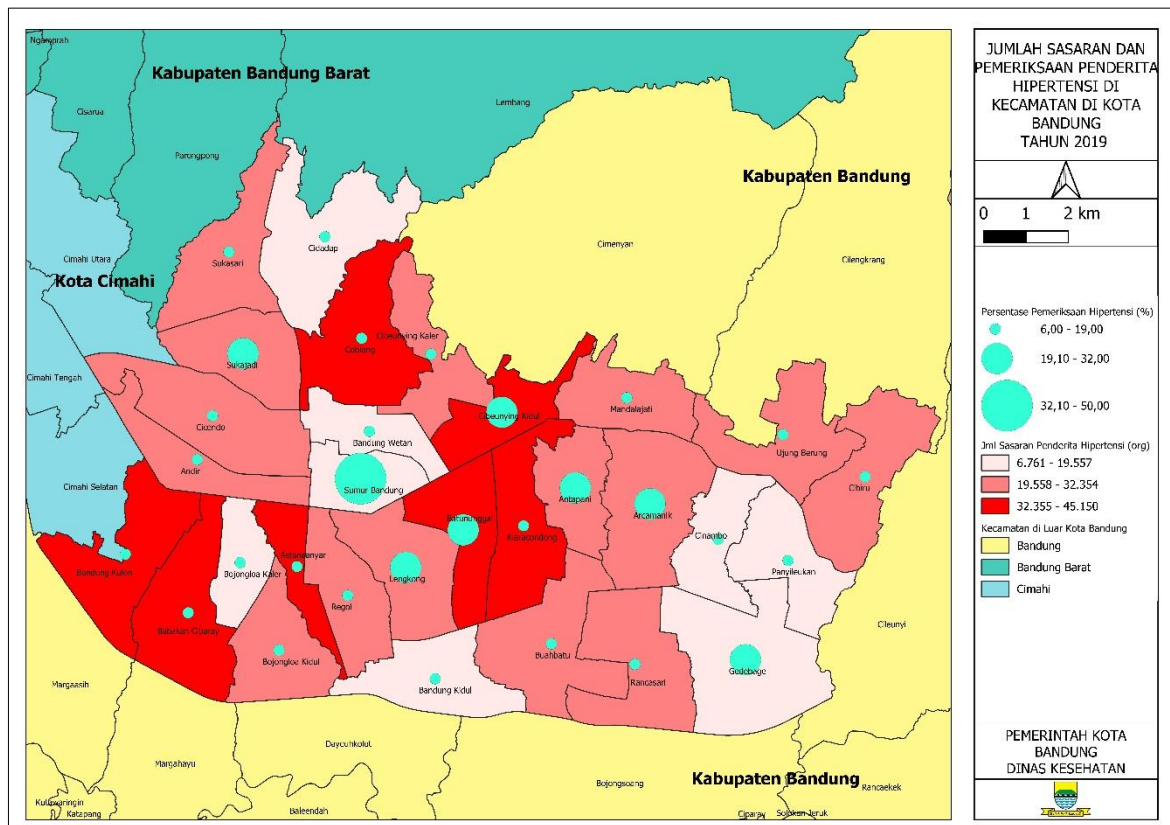 Ngamprah
Cisarua
Kabupaten Bandung Barat
Lembang
Parongpong
Kabupaten Bandung
Cimenyan
Cilengkrang
Cimahi Utara
Kota Cimahi
Cidadap
Sukasari
Coblong
Cibeunying Kaler
Sukajadi
Cimahi Tengah
Cicendo
Bandung Wetan
Cibeunying Kidul
Mandalajati
Ujung Berung
Andir
Sumur Bandung
Cimahi Selatan
Antapani
Arcamanik
Cibiru
Batununggal
Kiaracondong
Cinambo
Bandung Kulon
Bojongloa Kaler
Astanaanyar
Lengkong
Panyileukan
Regol
Babakan Ciparay
Bojongloa Kidul
Buahbatu
Rancasari
Gedebage
Cileunyi
Bandung Kidul
Margaasih
Margahayu
Dayeuhkolot
Bojongsoang
Kabupaten Bandung
Rancaekek
Katapang
Baleendah
Ciparay
Solokan Jeruk
JUMLAH SASARAN DAN
PEMERIKSAAN PENDERITA
HIPERTENSI DI
KECAMATAN DI KOTA
BANDUNG
TAHUN 2019
0 1 2 km
Persentase Pemeriksaan Hipertensi (%)
6,00 - 19,00
19,10 - 32,00
32,10 - 50,00
Jml Sasaran Penderita Hipertensi (org)
6.761 - 19.557
19.558 - 32.354
32.355 - 45.150
Kecamatan di Luar Kota Bandung
Bandung
Bandung Barat
Cimahi
PEMERINTAH KOTA
BANDUNG
DINAS KESEHATAN